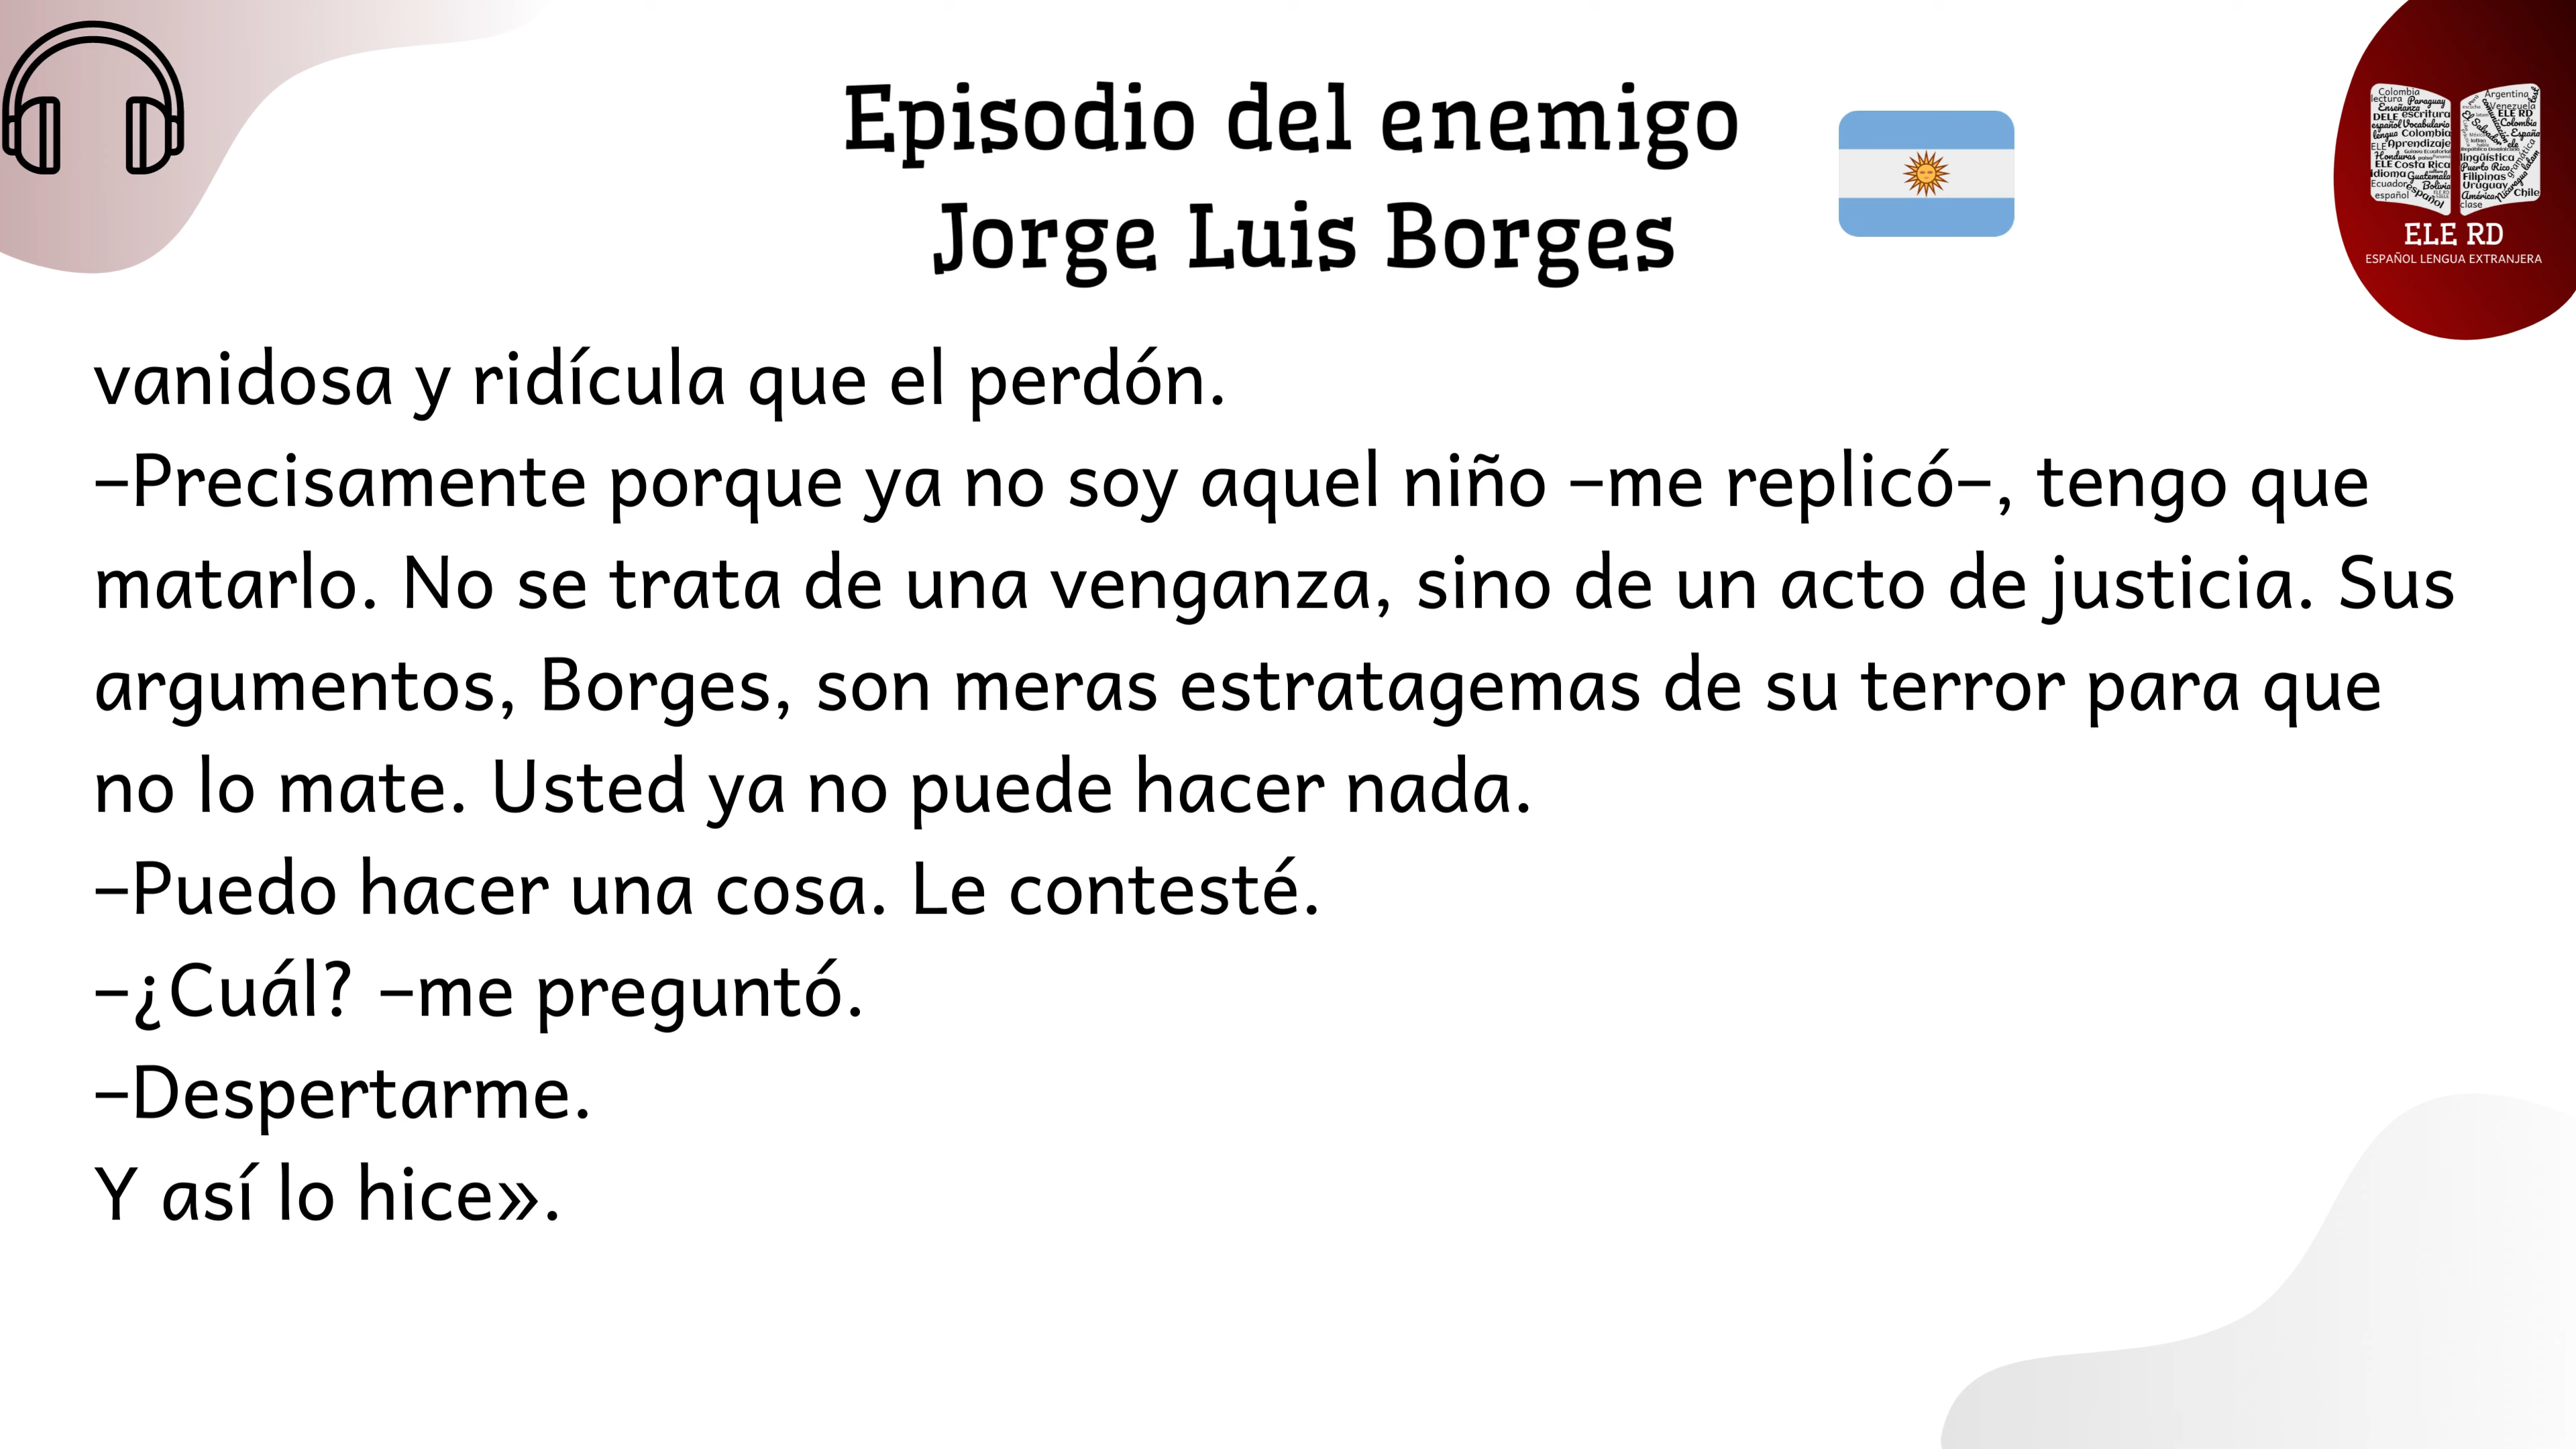 Episodio del enemigo
Jorge Luis Borges
ELE RD
ESPAÑOL LENGUA EXTRANJERA
vanidosa y ridícula que el perdón.
–Precisamente porque ya no soy aquel niño –me replicó–, tengo que
matarlo. No se trata de una venganza, sino de un acto de justicia. Sus
argumentos, Borges, son meras estratagemas de su terror para que
no lo mate. Usted ya no puede hacer nada.
–Puedo hacer una cosa. Le contesté.
–¿Cuál? –me preguntó.
–Despertarme.
Y así lo hice».